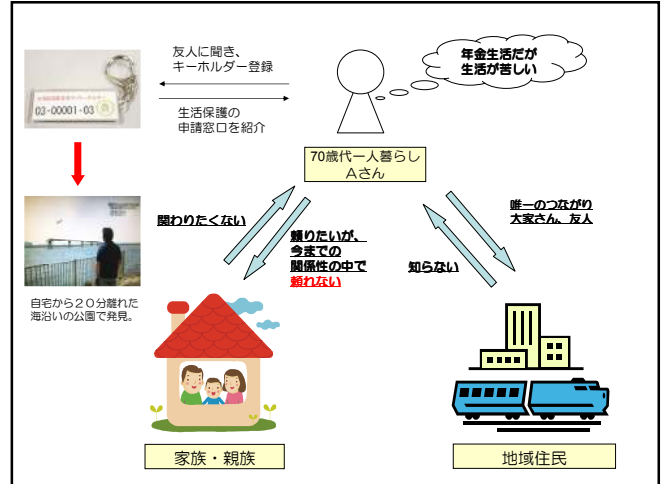 友人に聞き、
キーホルダー登録
生活保護の
申請窓口を紹介
年金生活だが
生活が苦しい
03-00001-03
70歳代一人暮らし
Aさん
関わりたくない
頼りたいが、
今までの
関係性の中で
頼れない
唯一のつながり
大家さん、友人
知らない
自宅から２０分離れた
海沿いの公園で発見。
家族・親族
地域住民